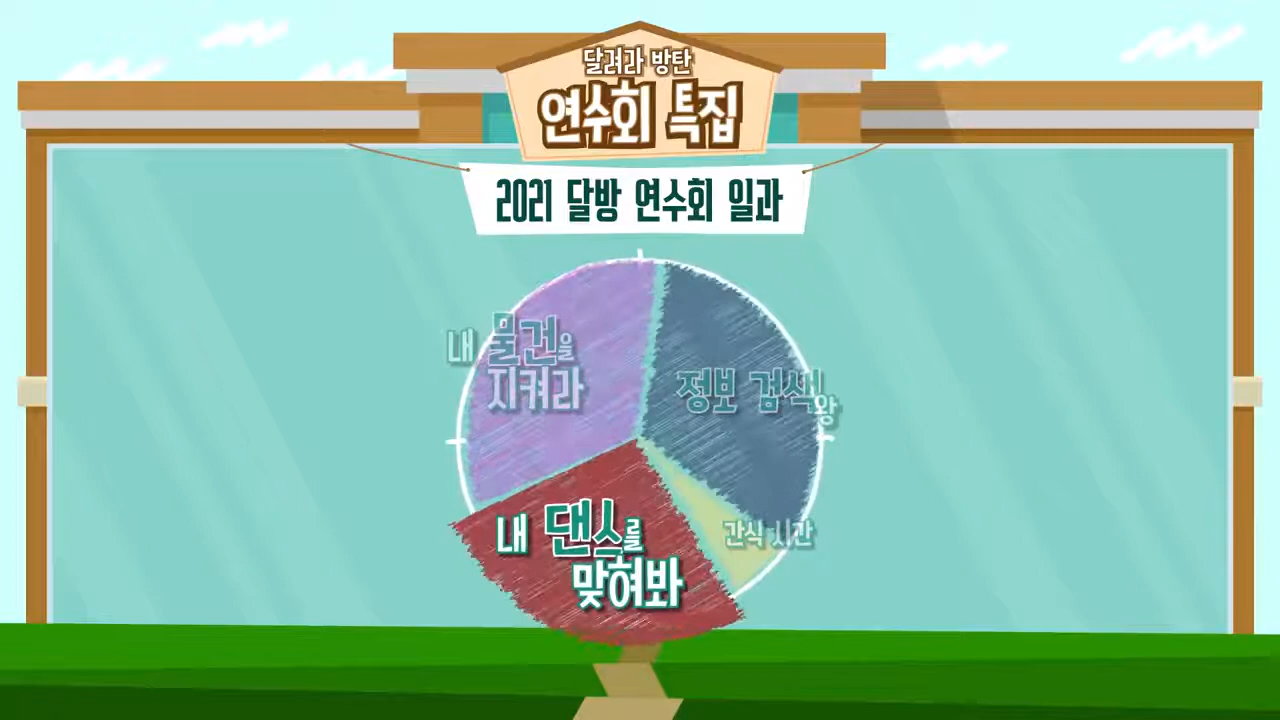 달려라 방탄
연수회 특집
2021 달방 연수회 일과
내 물건을
지켜라
정보 검색왕
간식 시간
내 댄스를
맞혀봐